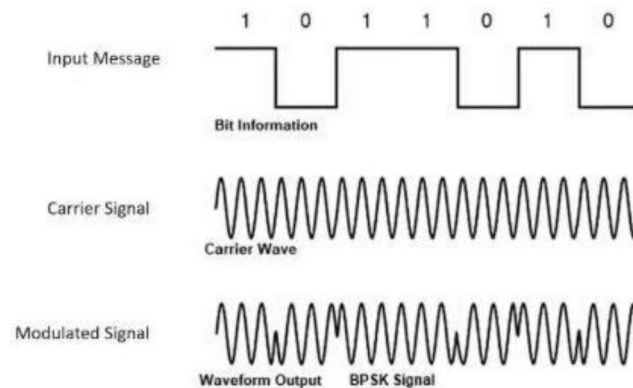 1 0 1 1 0 1 0
Input Message
Bit Information
Carrier Signal
Carrier Wave
Modulated Signal
Waveform Output BPSK Signal